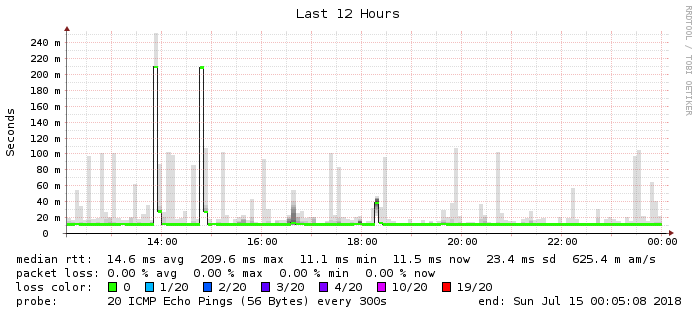 Last 12 Hours
RRDTOOL / TOBI OETIKER
Seconds
240 m
220 m
200 m
180 m
160 m
140 m
120 m
100 m
80 m
60 m
40 m
20 m
0
14:00 16:00 18:00 20:00 22:00 00:00
median rtt: 14.6 ms avg 209.6 ms max 11.1 ms min 11.5 ms now 23.4 ms sd 625.4 m am/s
packet loss: 0.00 % avg 0.00 % max 0.00 % min 0.00 % now
loss color: 0 1/20 2/20 3/20 4/20 10/20 19/20
probe: 20 ICMP Echo Pings (56 Bytes) every 300s end: Sun Jul 15 00:05:08 2018